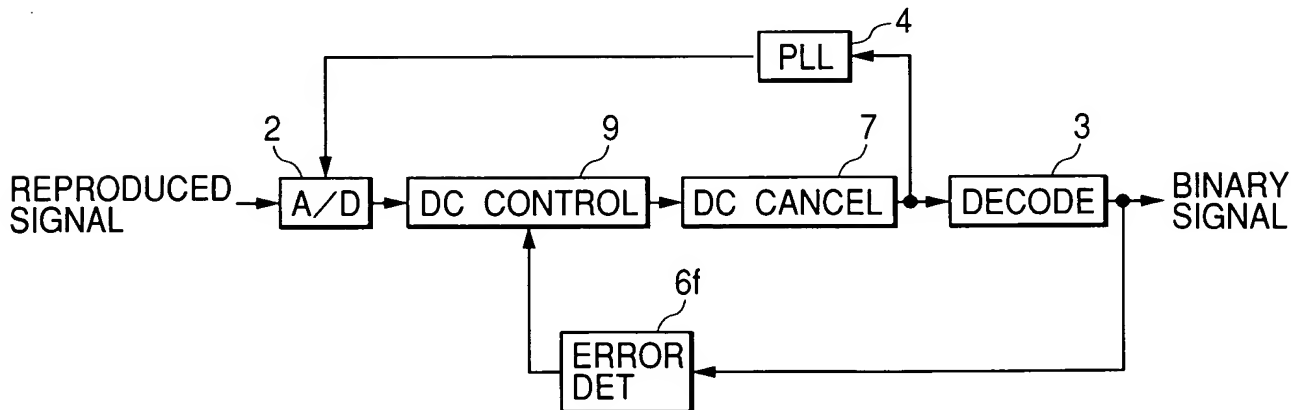 4
PLL
2
9
7
3
REPRODUCED
SIGNAL
A/D
DC CONTROL
DC CANCEL
DECODE
BINARY
SIGNAL
6f
ERROR
DET